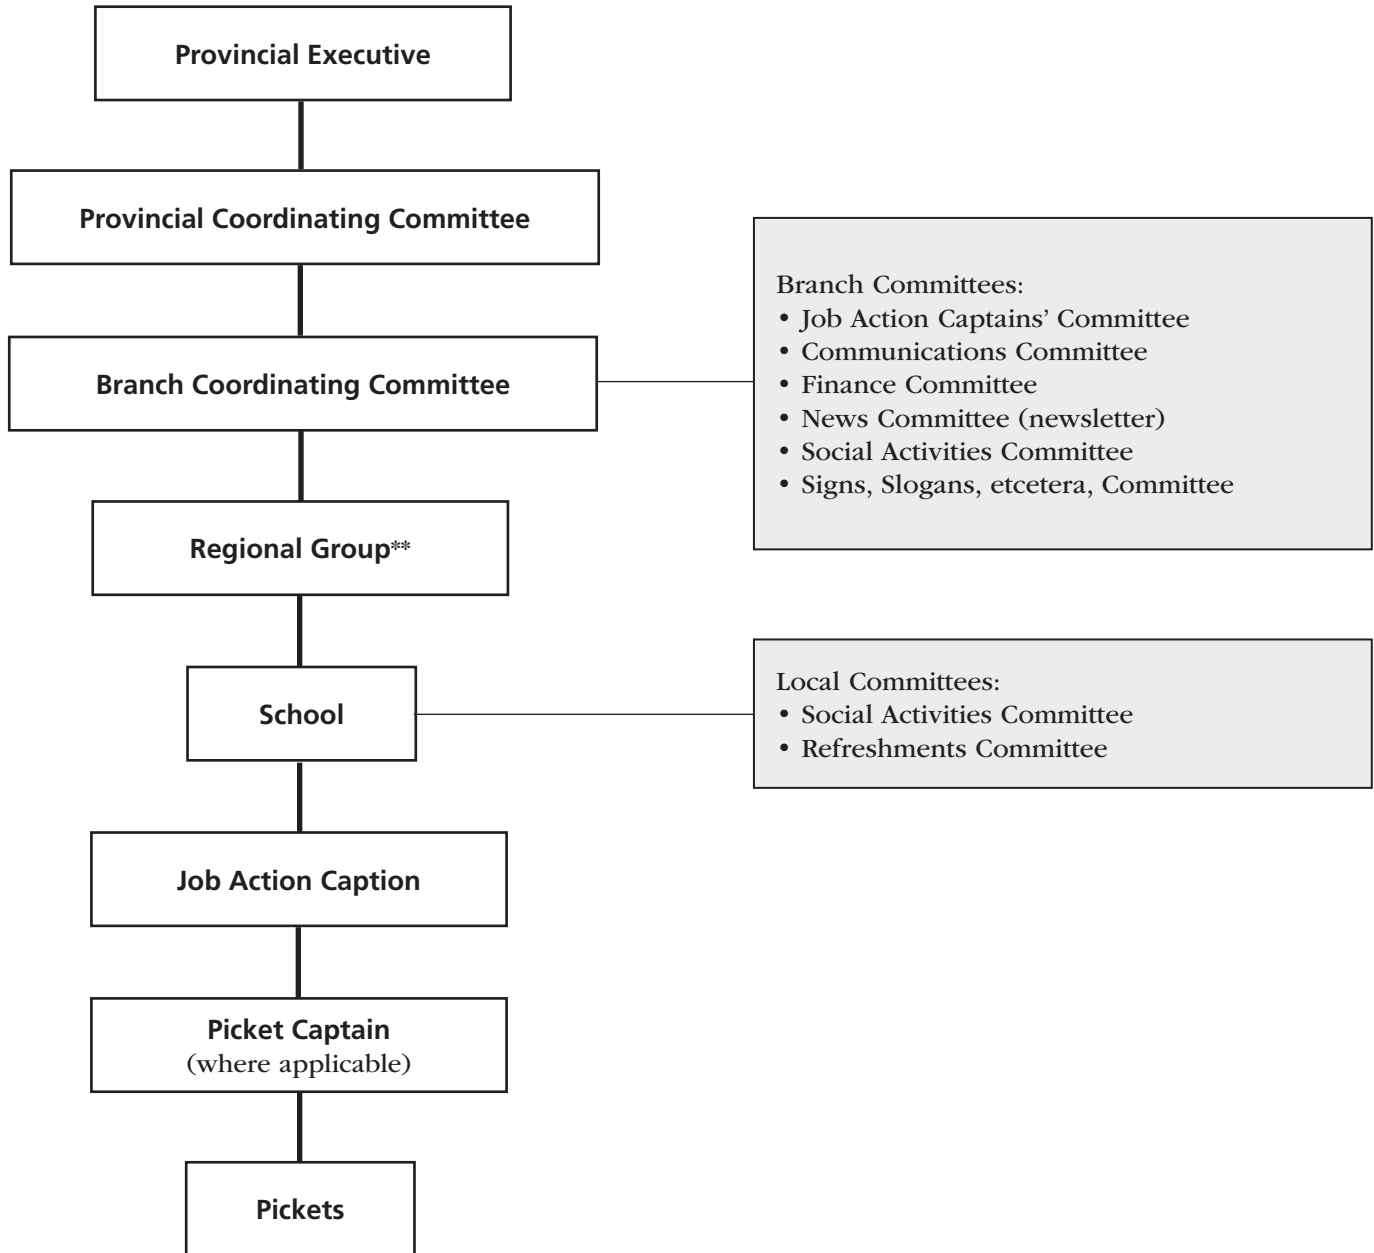 Provincial Executive
Provincial Coordinating Committee
Branch Coordinating Committee
Branch Committees:
• Job Action Captains’ Committee
• Communications Committee
• Finance Committee
• News Committee (newsletter)
• Social Activities Committee
• Signs, Slogans, etcetera, Committee
Regional Group**
School
Local Committees:
• Social Activities Committee
• Refreshments Committee
Job Action Caption
Picket Captain
(where applicable)
Pickets